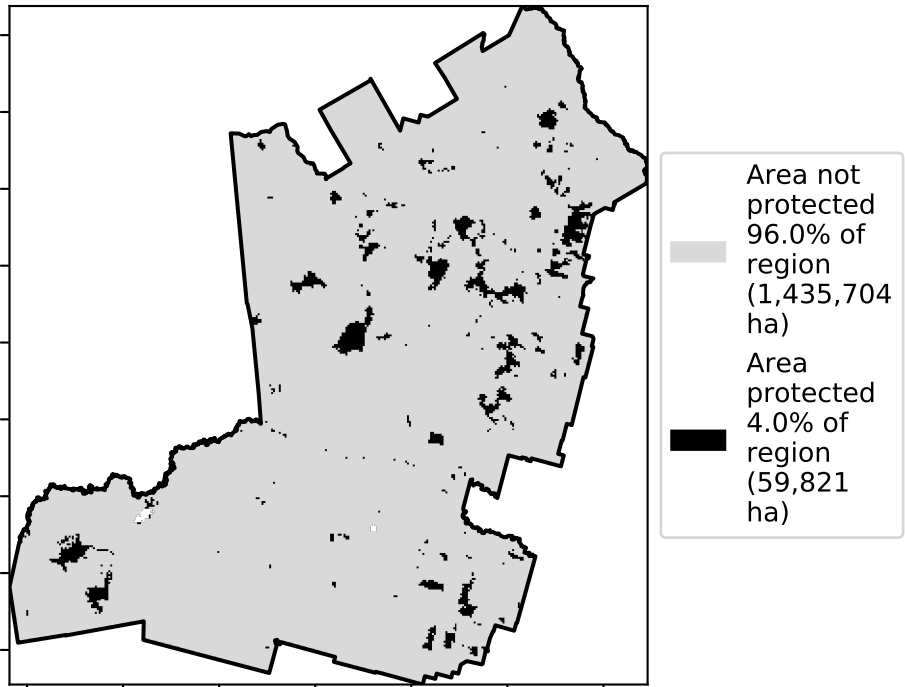 Area not
protected
96.0% of
region
(1,435,704
ha)
Area
protected
4.0% of
region
(59,821
ha)